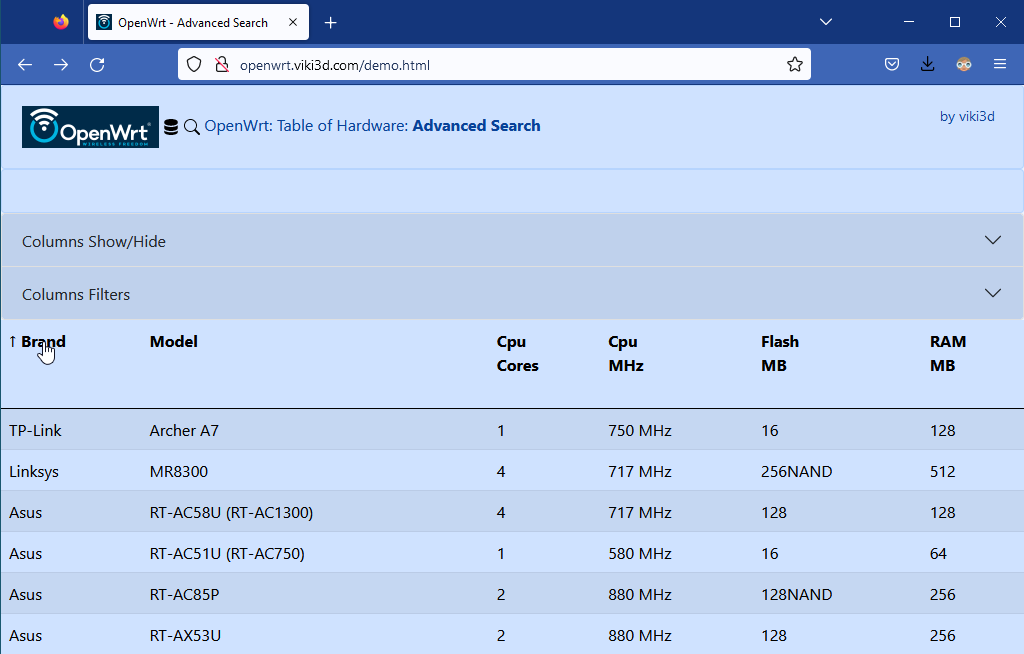 OpenWrt - Advanced Search
openwrt.viki3d.com/demo.html
OpenWrt
WIRELESS FREEDOM
OpenWrt: Table of Hardware: Advanced Search
by viki3d
Columns Show/Hide
Columns Filters
↑ Brand Model Cpu Cores Cpu MHz Flash MB RAM MB
TP-Link Archer A7 1 750 MHz 16 128
Linksys MR8300 4 717 MHz 256NAND 512
Asus RT-AC58U (RT-AC1300) 4 717 MHz 128 128
Asus RT-AC51U (RT-AC750) 1 580 MHz 16 64
Asus RT-AC85P 2 880 MHz 128NAND 256
Asus RT-AX53U 2 880 MHz 128 256